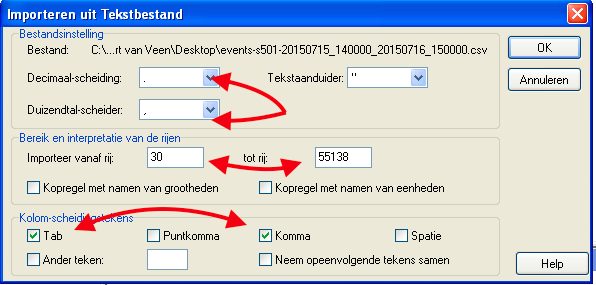 Importeren uit Tekstbestand
Bestandsinstelling
Bestand: C:\...rt van Veen\Desktop\events-s501-20150715_140000_20150716_150000.csv
OK
Decimaal-scheiding: . Tekstaanduider: "
Annuleren
Duizendtal-scheider: ,
Bereik en interpretatie van de rijen
Importeer vanaf rij: 30 tot rij: 55138
Kopregel met namen van grootheden Kopregel met namen van eenheden
Kolom-scheidingstekens
Tab Puntkomma Komma Spatie
Ander teken: Neem opeenvolgende tekens samen
Help